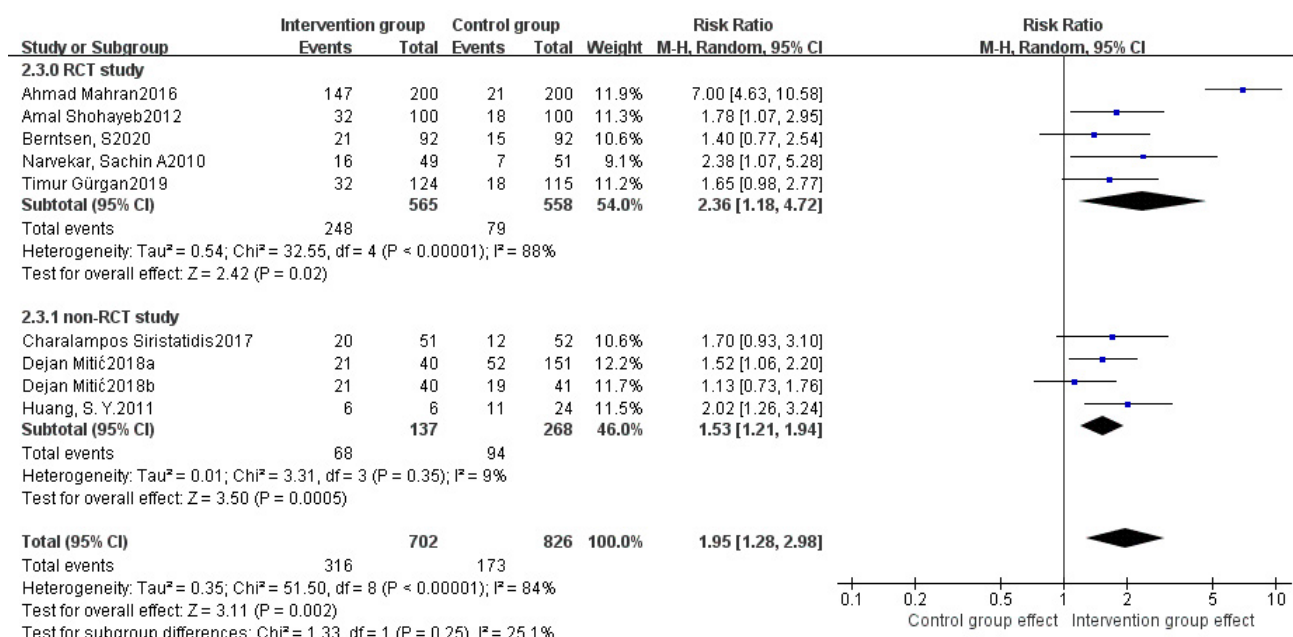 Intervention group Control group Risk Ratio Risk Ratio
Study or Subgroup Events Total Events Total Weight M-H, Random, 95% CI M-H, Random, 95% CI
2.3.0 RCT study
Ahmad Mahran2016 147 200 21 200 11.9% 7.00 [4.63, 10.58]
Amal Shohayeb2012 32 100 18 100 11.3% 1.78 [1.07, 2.95]
Berntsen, S2020 21 92 15 92 10.6% 1.40 [0.77, 2.54]
Narvekar, Sachin A2010 16 49 7 51 9.1% 2.38 [1.07, 5.28]
Timur Gürgan2019 32 124 18 115 11.2% 1.65 [0.98, 2.77]
Subtotal (95% CI) 565 558 54.0% 2.36 [1.18, 4.72]
Total events 248 79
Heterogeneity: Tau² = 0.54; Chi² = 32.55, df = 4 (P < 0.00001); I² = 88%
Test for overall effect: Z = 2.42 (P = 0.02)
2.3.1 non-RCT study
Charalampos Siristatidis2017 20 51 12 52 10.6% 1.70 [0.93, 3.10]
Dejan Mitić2018a 21 40 52 151 12.2% 1.52 [1.06, 2.20]
Dejan Mitić2018b 21 40 19 41 11.7% 1.13 [0.73, 1.76]
Huang, S. Y.2011 6 6 11 24 11.5% 2.02 [1.26, 3.24]
Subtotal (95% CI) 137 268 46.0% 1.53 [1.21, 1.94]
Total events 68 94
Heterogeneity: Tau² = 0.01; Chi² = 3.31, df = 3 (P = 0.35); I² = 9%
Test for overall effect: Z = 3.50 (P = 0.0005)
Total (95% CI) 702 826 100.0% 1.95 [1.28, 2.98]
Total events 316 173
Heterogeneity: Tau² = 0.35; Chi² = 51.50, df = 8 (P < 0.00001); I² = 84%
Test for overall effect: Z = 3.11 (P = 0.002)
Test for subgroup differences: Chi² = 1.33, df = 1 (P = 0.25), I² = 25.1%
0.1 0.2 0.5 1 2 5 10
Control group effect Intervention group effect